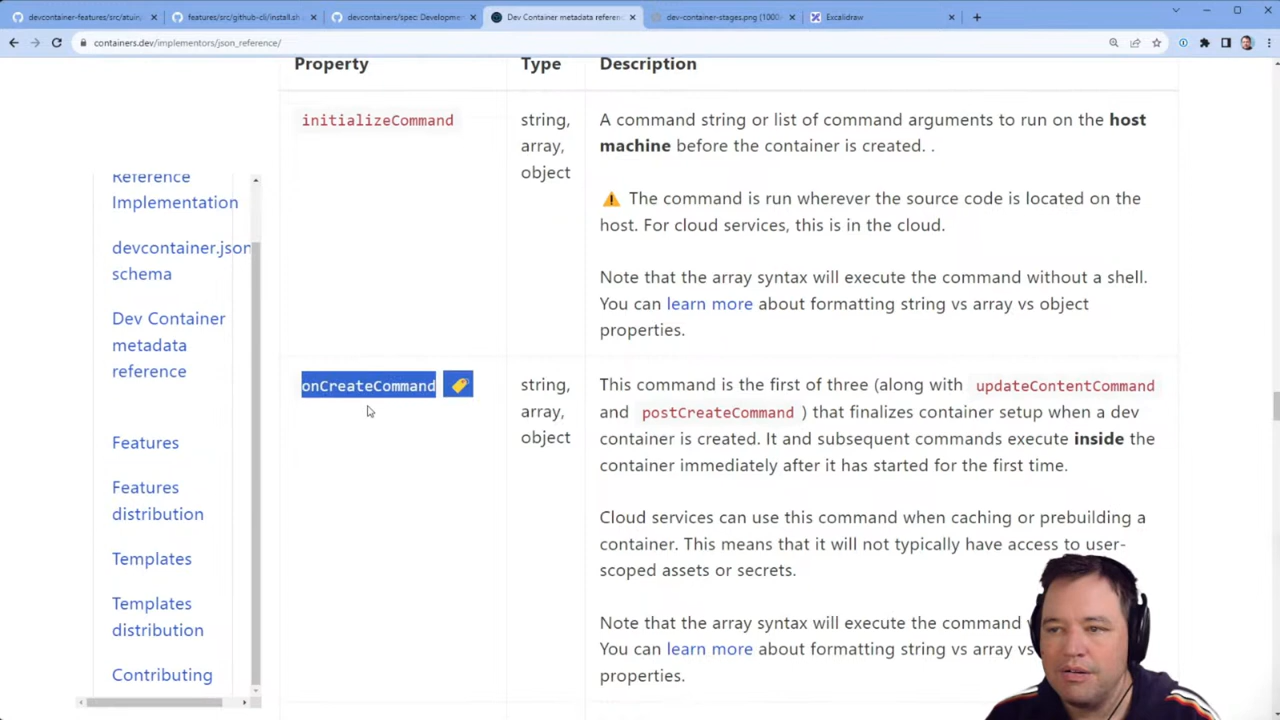 devcontainer-features/src/atuin
features/src/github-cli/install.sh
devcontainers/spec: Developm
Dev Container metadata referen
dev-container-stages.png (1000
Excalidraw
containers.dev/implementors/json_reference/
Reference
Implementation
devcontainer.json
schema
Dev Container
metadata
reference
Features
Features
distribution
Templates
Templates
distribution
Contributing
Property Type Description
initializeCommand
string,
array,
object
A command string or list of command arguments to run on the host
machine before the container is created. .
⚠️ The command is run wherever the source code is located on the
host. For cloud services, this is in the cloud.
Note that the array syntax will execute the command without a shell.
You can learn more about formatting string vs array vs object
properties.
onCreateCommand 🏷️
string,
array,
object
This command is the first of three (along with updateContentCommand
and postCreateCommand ) that finalizes container setup when a dev
container is created. It and subsequent commands execute inside the
container immediately after it has started for the first time.
Cloud services can use this command when caching or prebuilding a
container. This means that it will not typically have access to user-
scoped assets or secrets.
Note that the array syntax will execute the command
You can learn more about formatting string vs array vs
properties.